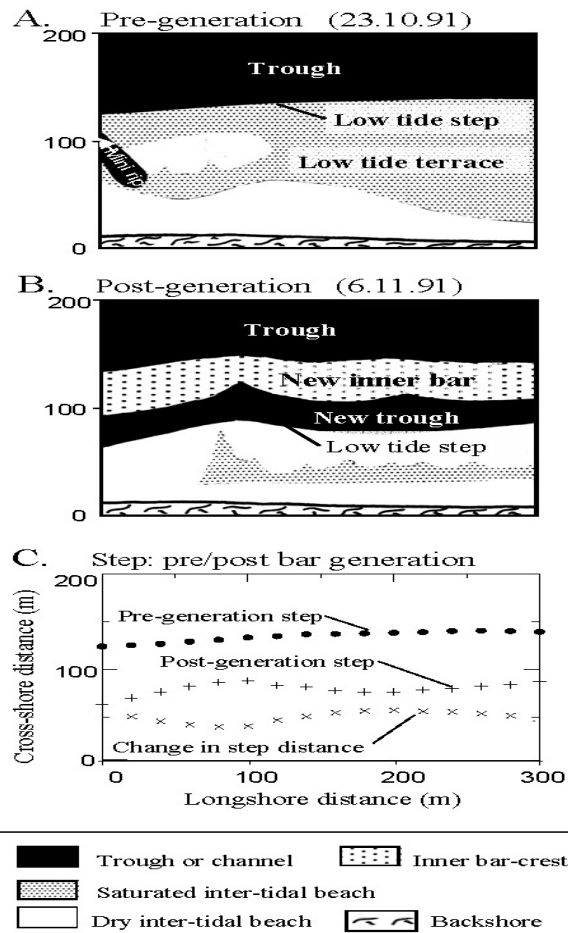 A. Pre-generation (23.10.91)
200
Trough
Low tide step
100
Mini rip
Low tide terrace
0
B. Post-generation (6.11.91)
200
Trough
New inner bar
100
New trough
Low tide step
0
C. Step: pre/post bar generation
200
Pre-generation step
Cross-shore distance (m)
100
Post-generation step
Change in step distance
0
0 100 200 300
Longshore distance (m)
Trough or channel
Inner bar-crest
Saturated inter-tidal beach
Dry inter-tidal beach
Backshore